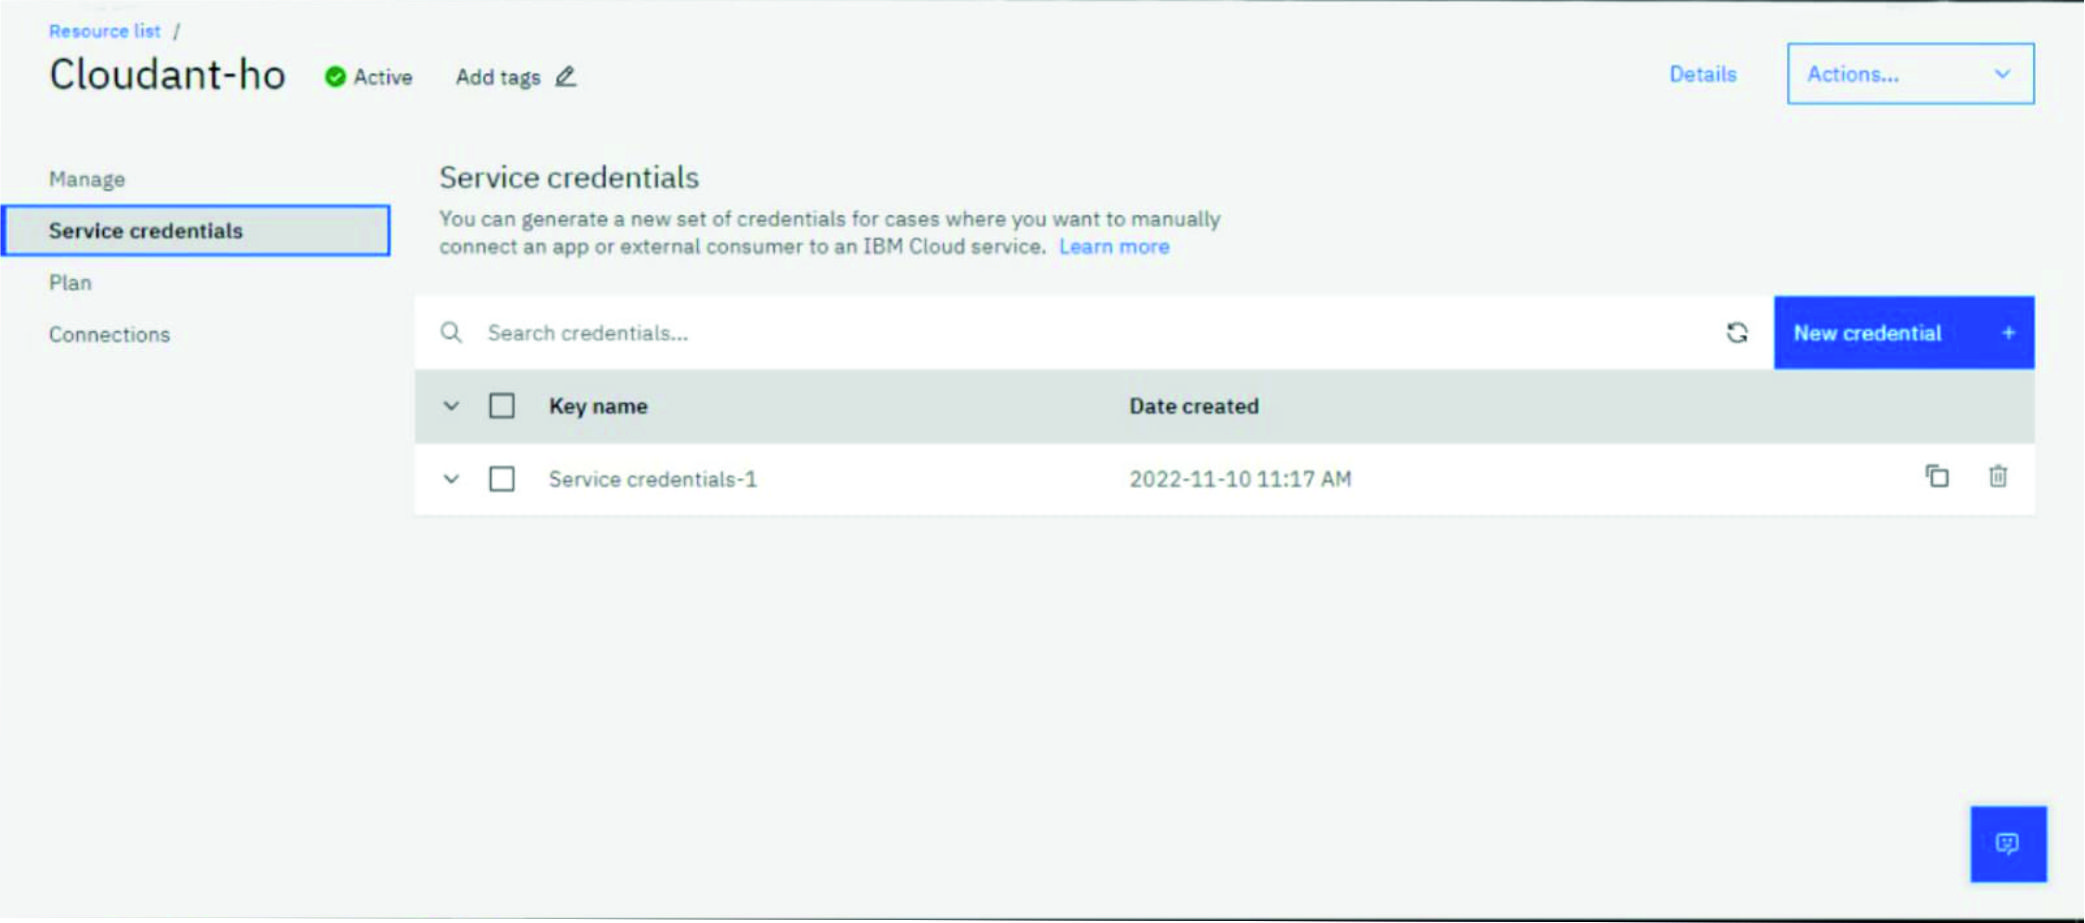 Resource list /
Cloudant-ho Active Add tags
Details Actions...
Manage
Service credentials
Plan
Connections
Service credentials
You can generate a new set of credentials for cases where you want to manually
connect an app or external consumer to an IBM Cloud service. Learn more
Search credentials... New credential +
Key name Date created
Service credentials-1 2022-11-10 11:17 AM